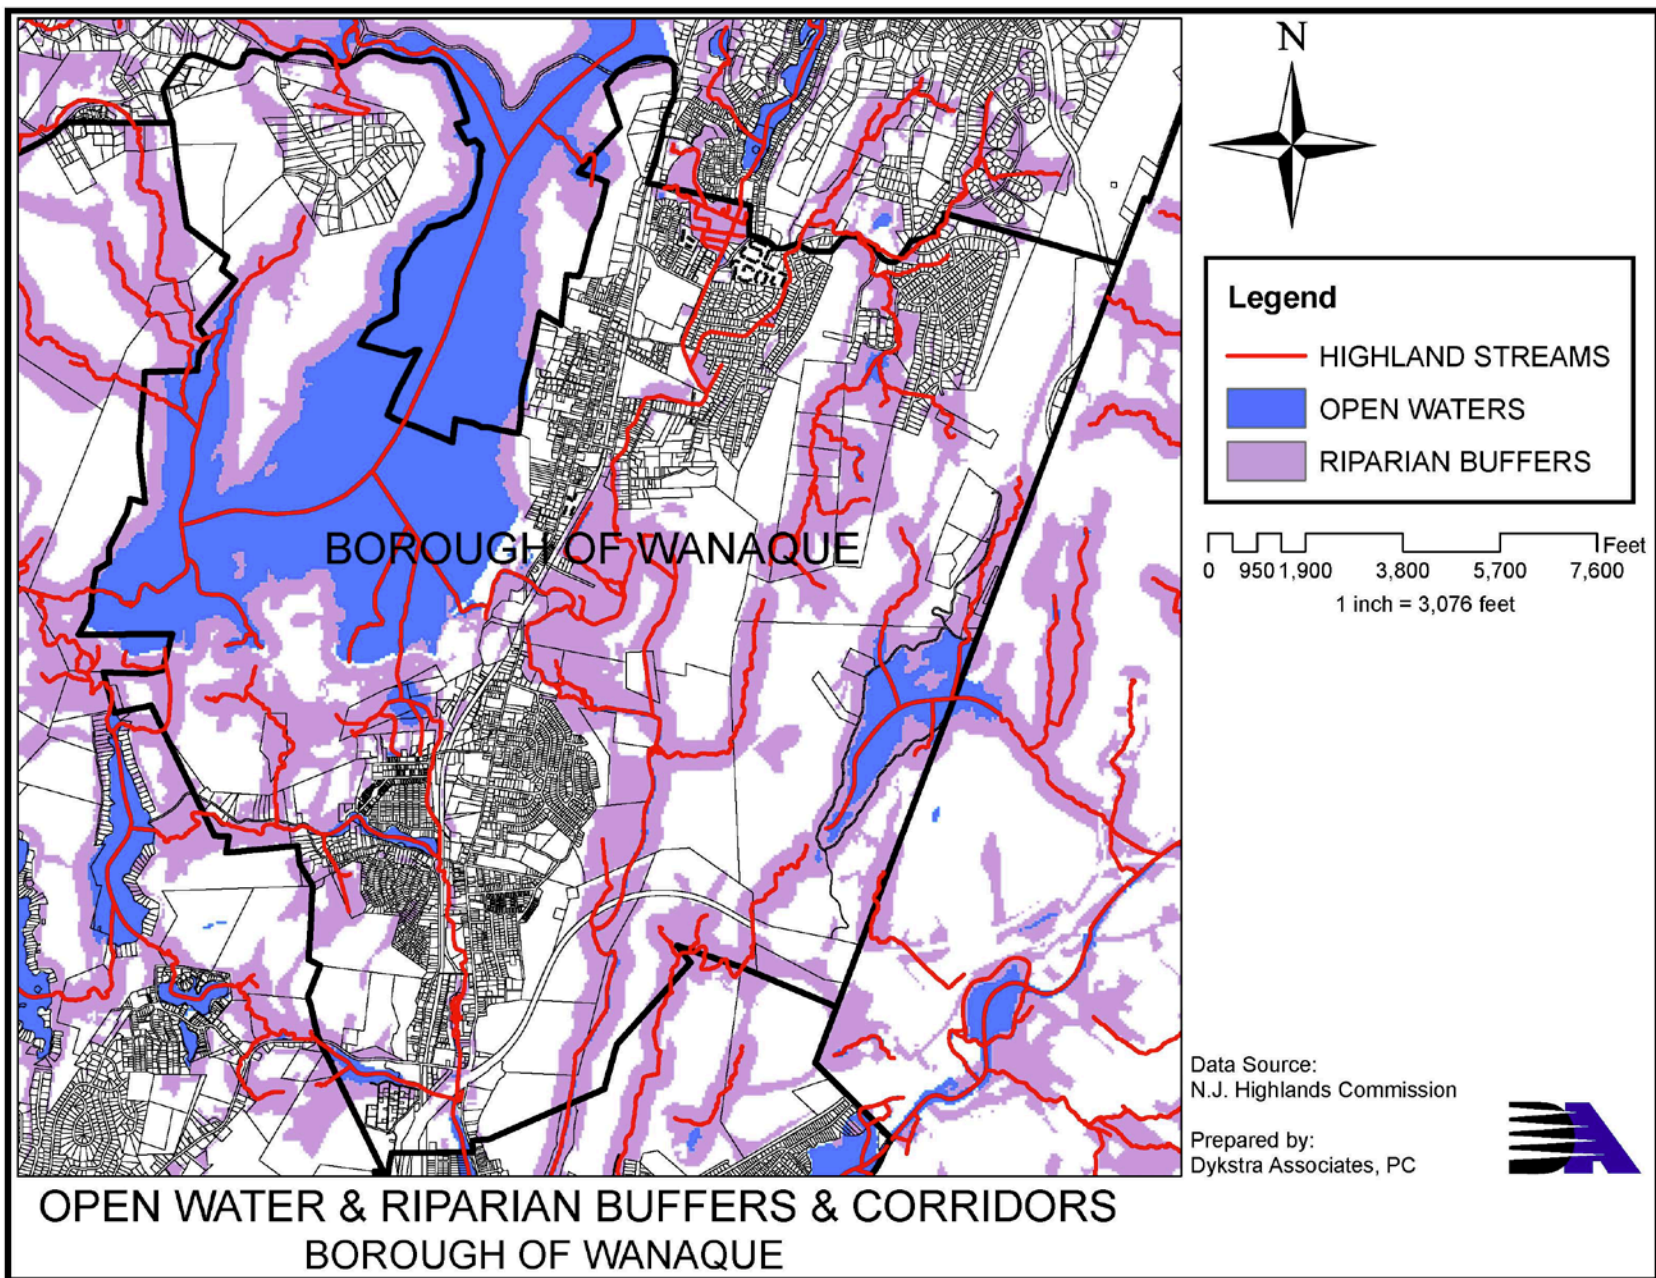 N
Legend
HIGHLAND STREAMS
OPEN WATERS
RIPARIAN BUFFERS
Feet
0 950 1,900 3,800 5,700 7,600
1 inch = 3,076 feet
BOROUGH OF WANAQUE
Data Source:
N.J. Highlands Commission
Prepared by:
Dykstra Associates, PC
DA
OPEN WATER & RIPARIAN BUFFERS & CORRIDORS
BOROUGH OF WANAQUE